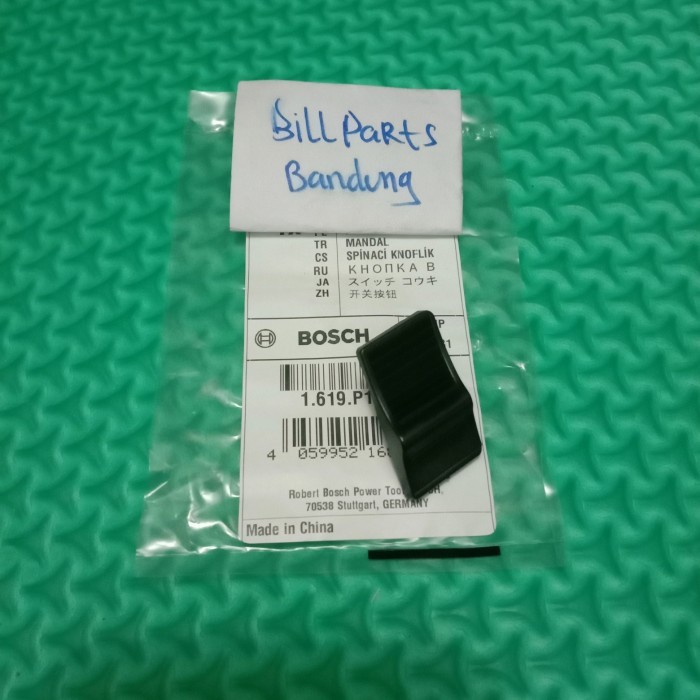 Bill Parts
Bandung
TR MANDAL
CS SPÍNACÍ KNOFLÍK
RU КНОПКА В
JA スイッチ コウキ
ZH 开关按钮
BOSCH
1.619.P1
4 059952 16
Robert Bosch Power
70538 Stuttgart, GERMANY
Made in China